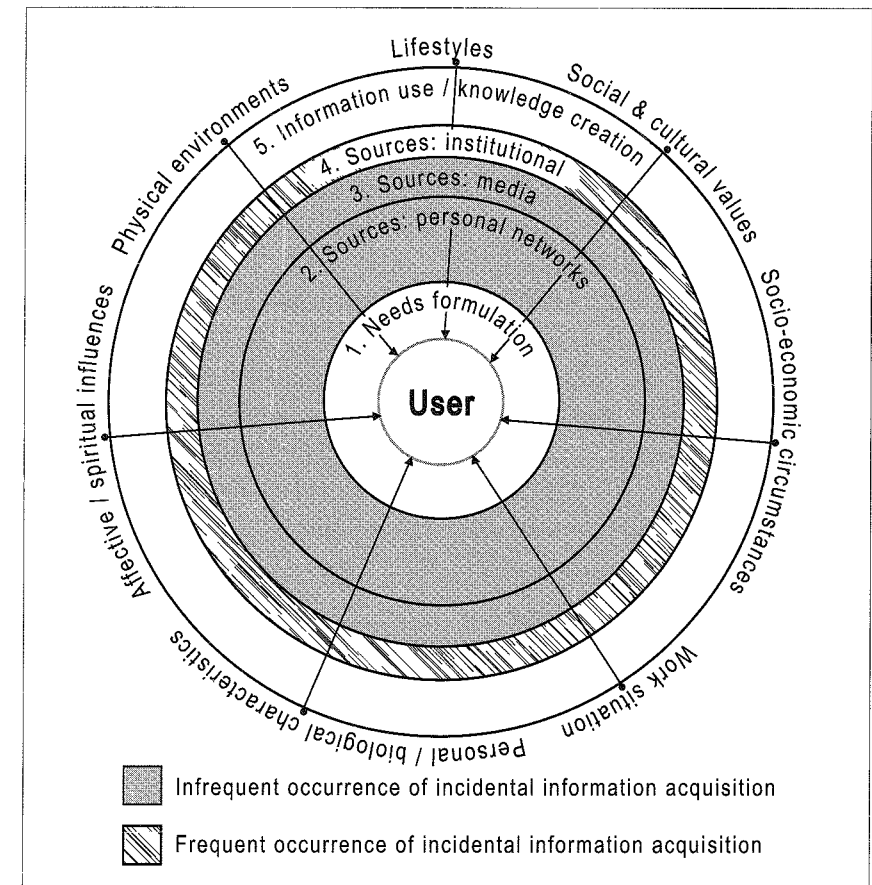 Lifestyles
Social & cultural values
Socio-economic circumstances
Work situation
Personal / biological characteristics
Affective / spiritual influences
Physical environments
5. Information use / knowledge creation
4. Sources: institutional
3. Sources: media
2. Sources: personal networks
1. Needs formulation
User
Infrequent occurrence of incidental information acquisition
Frequent occurrence of incidental information acquisition